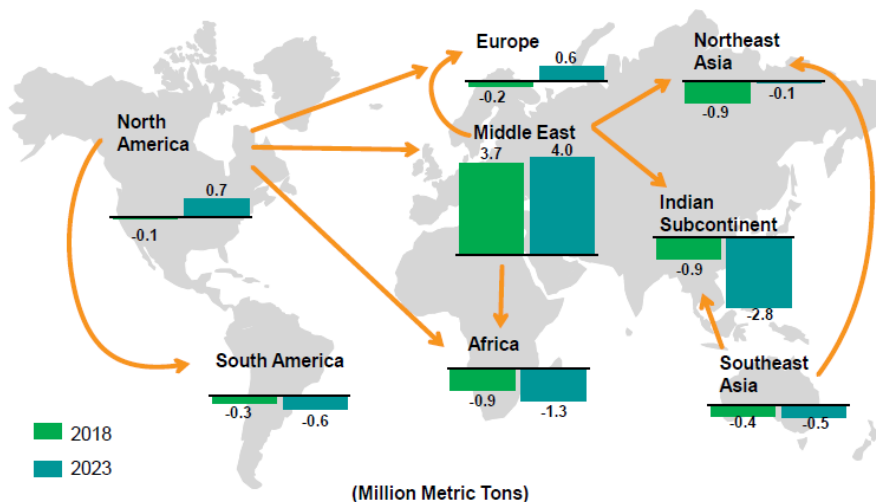 Europe
0.6
-0.2
Northeast
Asia
-0.9
-0.1
North
America
0.7
-0.1
Middle East
3.7
4.0
Indian
Subcontinent
-0.9
-2.8
South America
-0.3
-0.6
Africa
-0.9
-1.3
Southeast
Asia
-0.4
-0.5
2018
2023
(Million Metric Tons)